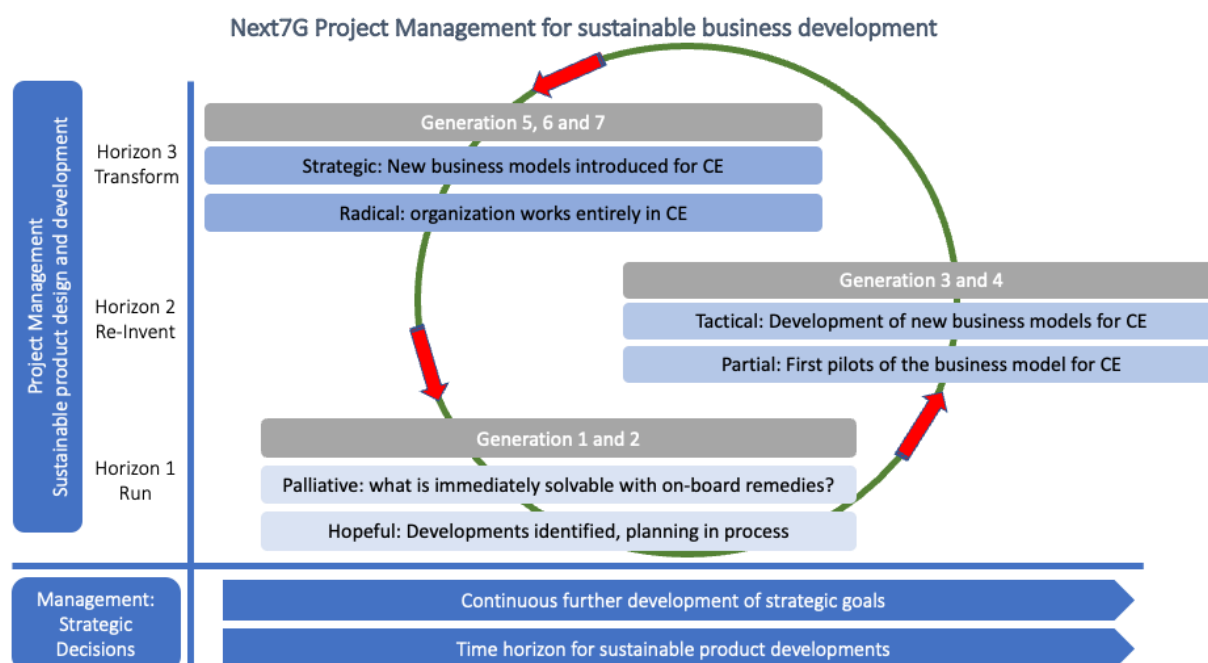 Next7G Project Management for sustainable business development
Project Management
Sustainable product design and development
Horizon 3
Transform
Generation 5, 6 and 7
Strategic: New business models introduced for CE
Radical: organization works entirely in CE
Horizon 2
Re-Invent
Generation 3 and 4
Tactical: Development of new business models for CE
Partial: First pilots of the business model for CE
Horizon 1
Run
Generation 1 and 2
Palliative: what is immediately solvable with on-board remedies?
Hopeful: Developments identified, planning in process
Management:
Strategic
Decisions
Continuous further development of strategic goals
Time horizon for sustainable product developments